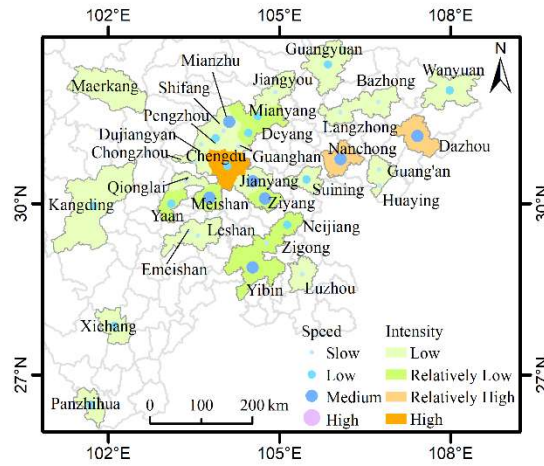 102°E 105°E 108°E
Guangyuan
N
Mianzhu
Wanyuan
Maerkang
Shifang
Jiangyou
Bazhong
Pengzhou
Mianyang
Dujiangyan
Deyang
Langzhong
Dazhou
Chongzhou
Nanchong
Chengdu
Guanghan
Guang'an
Qionglai
Jianyang
Suining
Huaying
30°N 30°N
Kangding
Yaan
Meishan
Ziyang
Leshan
Neijiang
Emeishan
Zigong
Yibin
Luzhou
Xichang
Speed Intensity
Slow Low
Low Relatively Low
Medium Relatively High
High High
27°N 27°N
Panzhihua
0 100 200 km
102°E 105°E 108°E